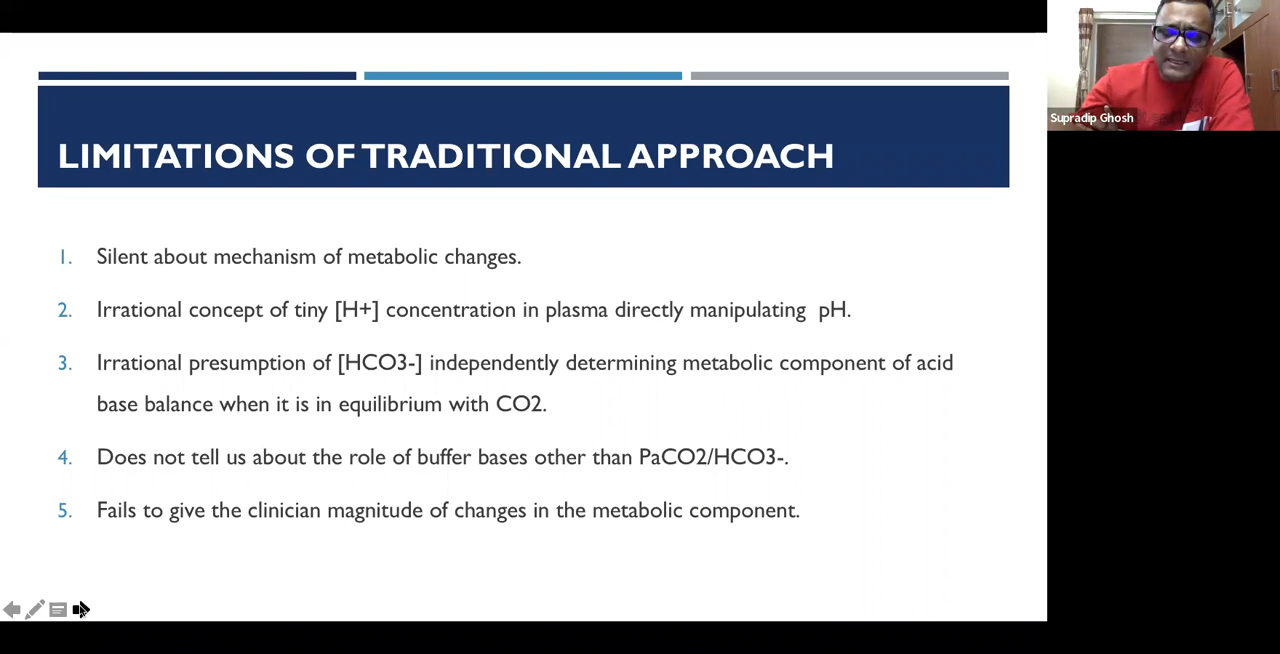 LIMITATIONS OF TRADITIONAL APPROACH
Supradip Ghosh
1. Silent about mechanism of metabolic changes.
2. Irrational concept of tiny [H+] concentration in plasma directly manipulating pH.
3. Irrational presumption of [HCO3-] independently determining metabolic component of acid
base balance when it is in equilibrium with CO2.
4. Does not tell us about the role of buffer bases other than PaCO2/HCO3-.
5. Fails to give the clinician magnitude of changes in the metabolic component.